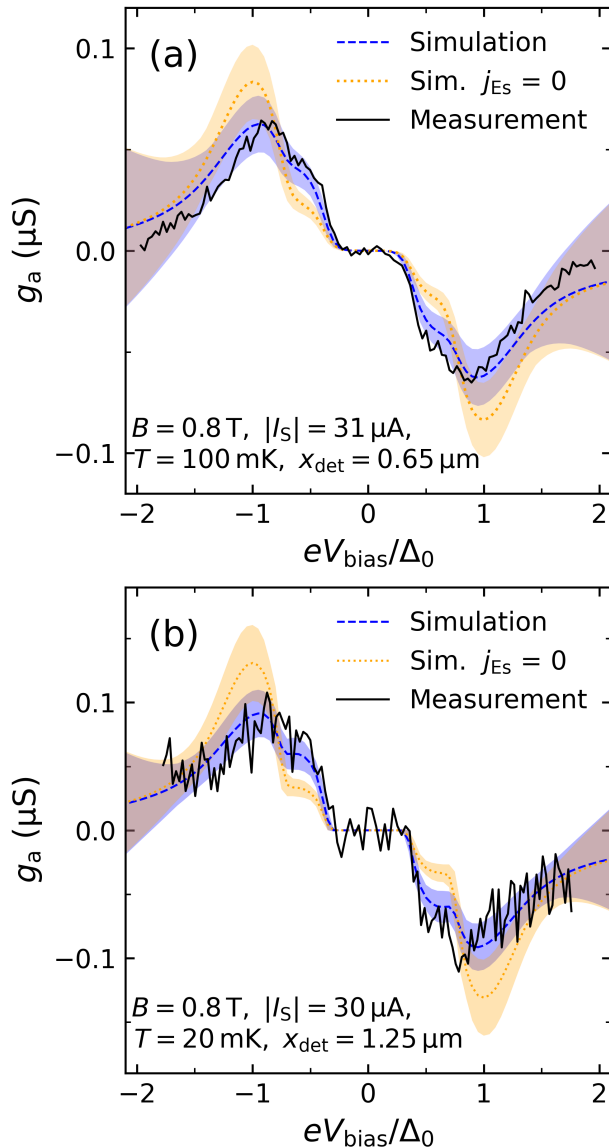 (a)
Simulation
Sim. j_Es = 0
Measurement
0.1
0.0
−0.1
g_a (μS)
B = 0.8 T, |I_S| = 31 μA,
T = 100 mK, x_det = 0.65 μm
−2 −1 0 1 2
eV_bias/Δ_0
(b)
Simulation
Sim. j_Es = 0
Measurement
0.1
0.0
−0.1
g_a (μS)
B = 0.8 T, |I_S| = 30 μA,
T = 20 mK, x_det = 1.25 μm
−2 −1 0 1 2
eV_bias/Δ_0